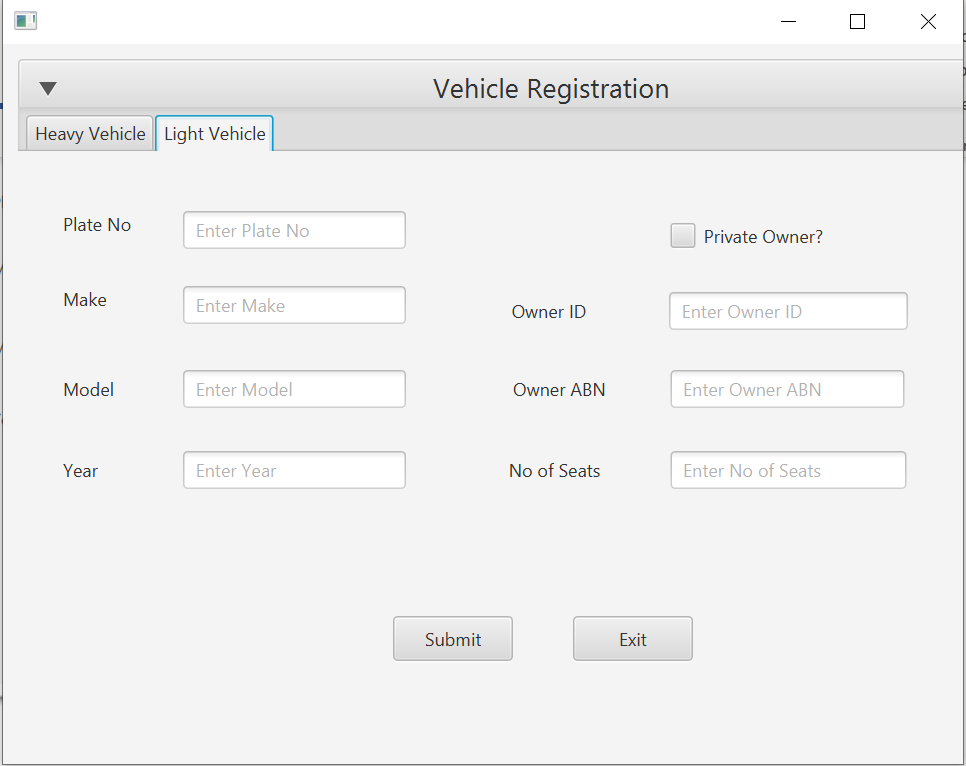 Vehicle Registration
Heavy Vehicle
Light Vehicle
Plate No
Enter Plate No
Private Owner?
Make
Enter Make
Owner ID
Enter Owner ID
Model
Enter Model
Owner ABN
Enter Owner ABN
Year
Enter Year
No of Seats
Enter No of Seats
Submit
Exit